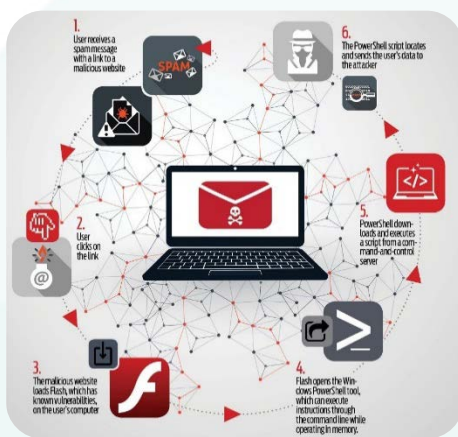 1.
User receives a
spam message
with a link to a
malicious website
SPAM
2.
User
clicks on
the link
3.
The malicious website
loads Flash, which has
known vulnerabilities,
on the user's computer
4.
Flash opens the Win-
dows PowerShell tool,
which can execute
instructions through
the command line while
operating in memory.
5.
PowerShell down-
loads and executes
a script from a com-
mand-and-control
server
6.
The PowerShell script locates
and sends the user's data to
the attacker